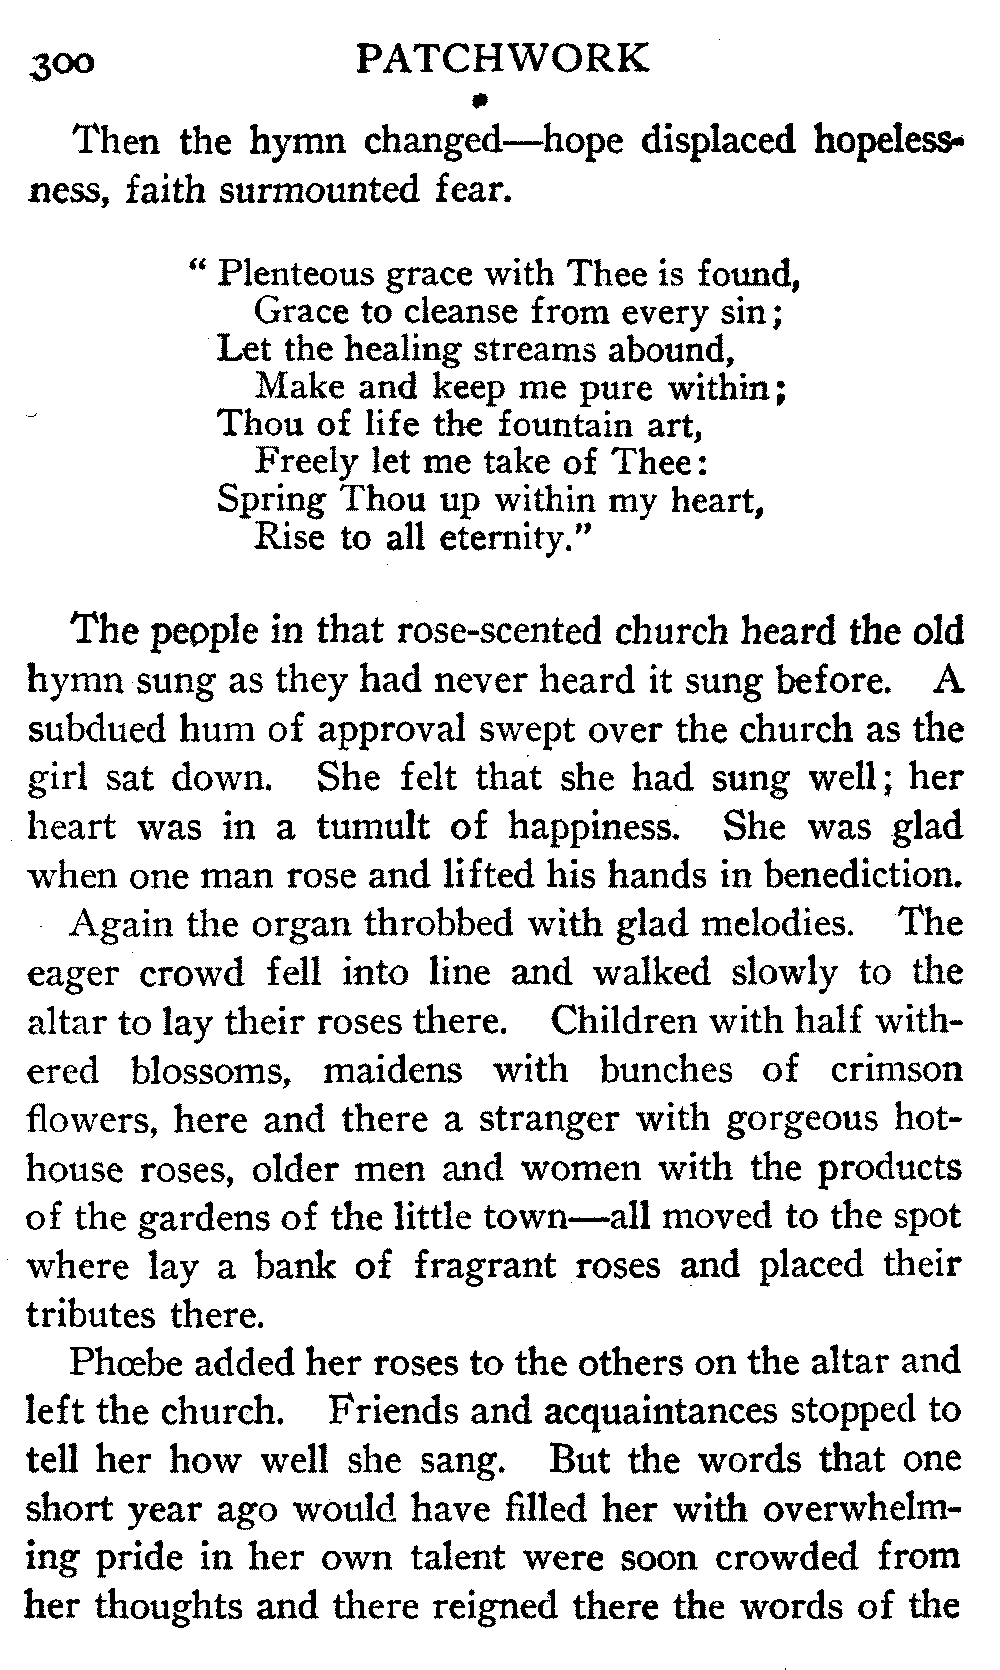 300 PATCHWORK
Then the hymn changed—hope displaced hopeless-
ness, faith surmounted fear.
“ Plenteous grace with Thee is found,
Grace to cleanse from every sin;
Let the healing streams abound,
Make and keep me pure within;
Thou of life the fountain art,
Freely let me take of Thee:
Spring Thou up within my heart,
Rise to all eternity.”
The people in that rose-scented church heard the old
hymn sung as they had never heard it sung before. A
subdued hum of approval swept over the church as the
girl sat down. She felt that she had sung well; her
heart was in a tumult of happiness. She was glad
when one man rose and lifted his hands in benediction.
Again the organ throbbed with glad melodies. The
eager crowd fell into line and walked slowly to the
altar to lay their roses there. Children with half with-
ered blossoms, maidens with bunches of crimson
flowers, here and there a stranger with gorgeous hot-
house roses, older men and women with the products
of the gardens of the little town—all moved to the spot
where lay a bank of fragrant roses and placed their
tributes there.
Phœbe added her roses to the others on the altar and
left the church. Friends and acquaintances stopped to
tell her how well she sang. But the words that one
short year ago would have filled her with overwhelm-
ing pride in her own talent were soon crowded from
her thoughts and there reigned there the words of the